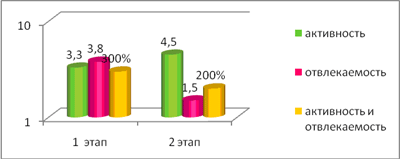 10
1
3,3
3,8
300%
4,5
1,5
200%
1 этап
2 этап
активность
отвлекаемость
активность и
отвлекаемость